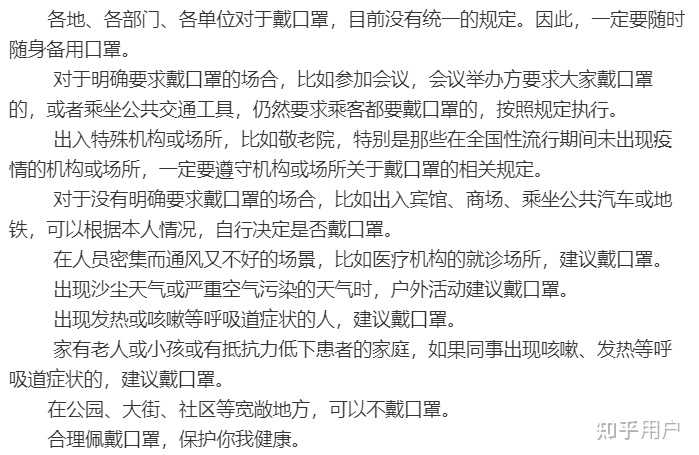 各地、各部门、各单位对于戴口罩，目前没有统一的规定。因此，一定要随时
随身备用口罩。
对于明确要求戴口罩的场合，比如参加会议，会议举办方要求大家戴口罩
的，或者乘坐公共交通工具，仍然要求乘客都要戴口罩的，按照规定执行。
出入特殊机构或场所，比如敬老院，特别是那些在全国性流行期间未出现疫
情的机构或场所，一定要遵守机构或场所关于戴口罩的相关规定。
对于没有明确要求戴口罩的场合，比如出入宾馆、商场、乘坐公共汽车或地
铁，可以根据本人情况，自行决定是否戴口罩。
在人员密集而通风又不好的场景，比如医疗机构的就诊场所，建议戴口罩。
出现沙尘天气或严重空气污染的天气时，户外活动建议戴口罩。
出现发热或咳嗽等呼吸道症状的人，建议戴口罩。
家有老人或小孩或有抵抗力低下患者的家庭，如果同事出现咳嗽、发热等呼
吸道症状的，建议戴口罩。
在公园、大街、社区等宽敞地方，可以不戴口罩。
合理佩戴口罩，保护你我健康。
知乎用户